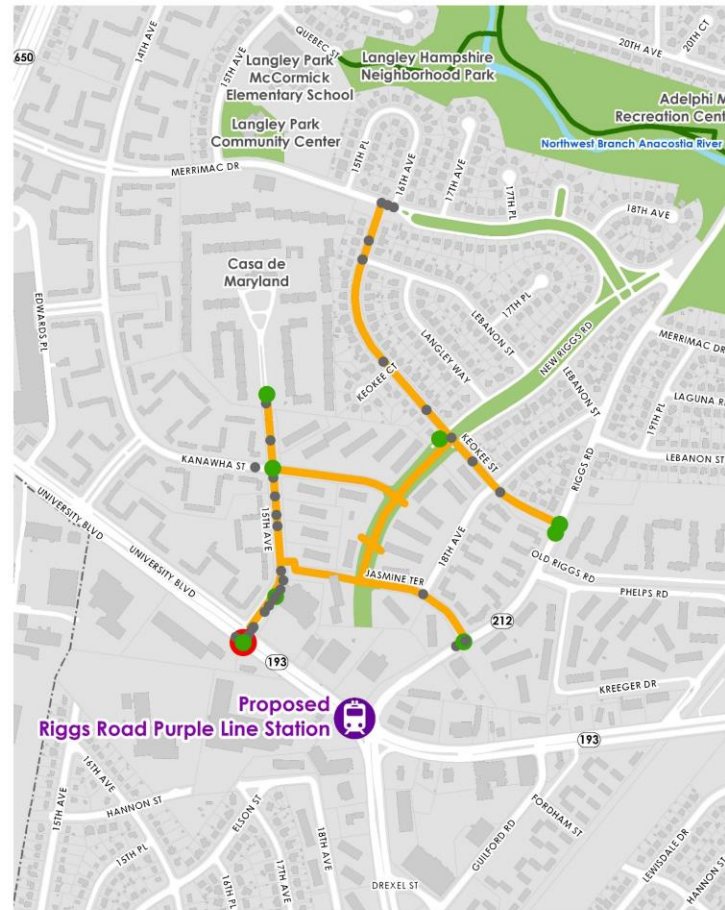 650
14TH AVE
15TH AVE
QUEBEC ST
20TH AVE
20TH CT
Langley Park
McCormick
Elementary School
Langley Hampshire
Neighborhood Park
Adelphi M
Recreation Cent
Langley Park
Community Center
Northwest Branch Anacostia River
MERRIMAC DR
15TH PL
16TH AVE
17TH AVE
17TH PL
18TH AVE
Casa de
Maryland
EDWARDS PL
LEBANON ST
17TH PL
LANGLEY WAY
NEW RIGGS RD
MERRIMAC DR
KEOKEE CT
LEBANON ST
LAGUNA R
19TH PL
KANAWHA ST
KEOKEE ST
RIGGS RD
LEBANON ST
UNIVERSITY BLVD
15TH AVE
18TH AVE
UNIVERSITY BLVD
JASMINE TER
OLD RIGGS RD
PHELPS RD
212
193
KREEGER DR
Proposed
Riggs Road Purple Line Station
193
16TH AVE
15TH AVE
HANNON ST
ELSON ST
FORDHAM ST
GUILFORD RD
15TH PL
18TH AVE
17TH AVE
16TH PL
LEWISDALE DR
HANNON ST
DREXEL ST